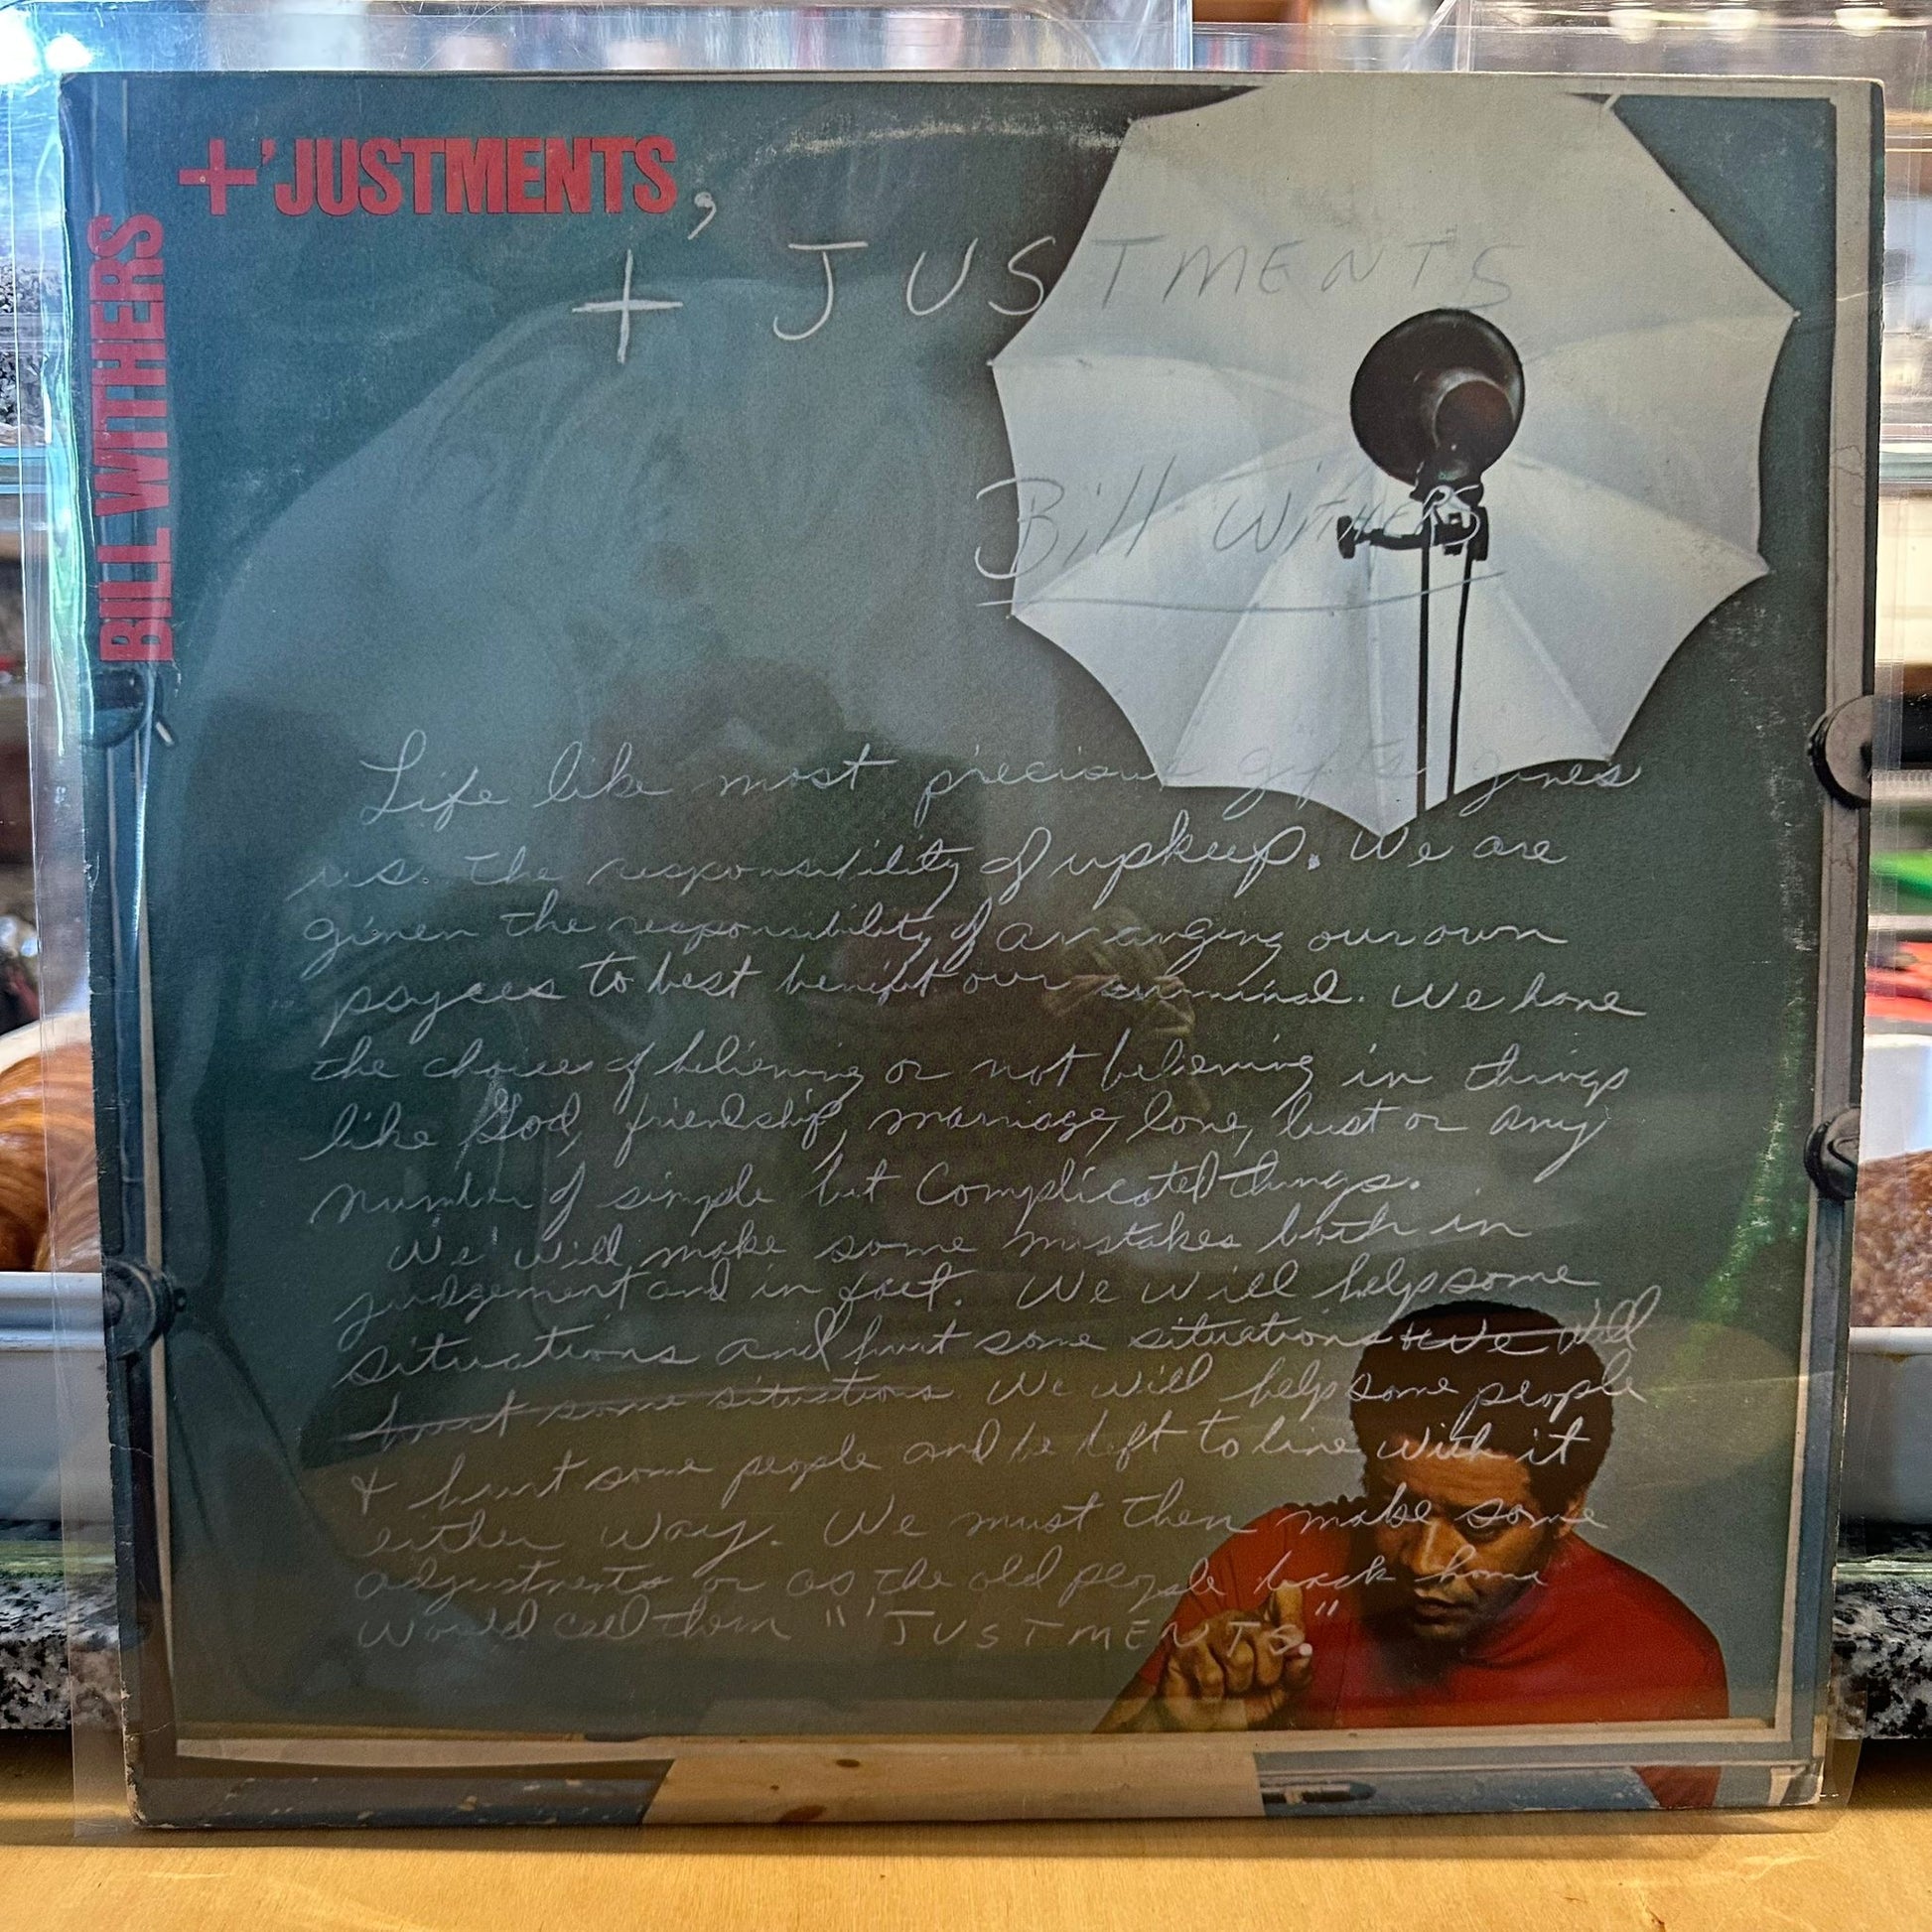 +'JUSTMENTS
BILL WITHERS
, +'JUSTMENTS
Bill WITHERS
Life like most precious gifts gives
us. The responsibility of upkeep. We are
given the responsibility of arranging our own
psyces to best benifit our survival. We have
the choices of believing or not believing in things
like God, friendship, marriage, love, lust or any
number of simple but Complicated things.
We will make some mistakes both in
judgement and in fact. We will help some
situations and hurt some situations + We will
hurt some situations. We will help some people
+ hurt some people and be left to live with it
either way. We must then make some
adjustments or as the old people back home
would call them "'JUSTMENTS."